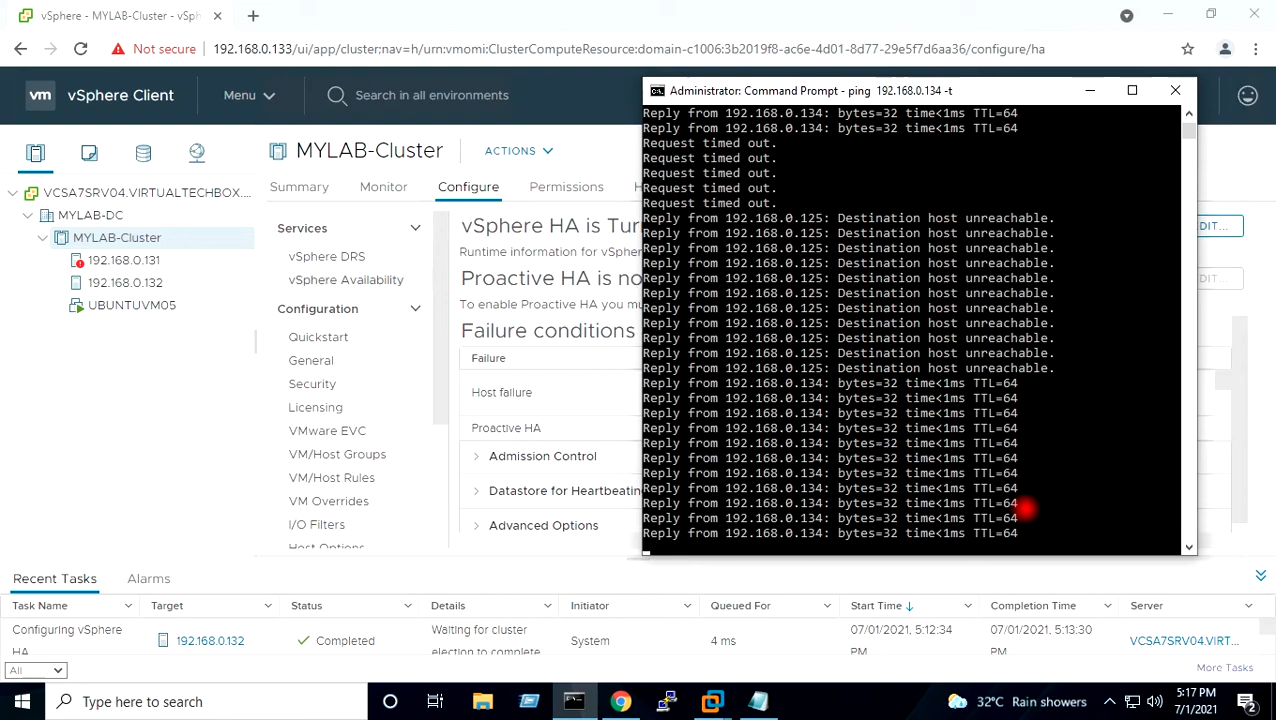 vSphere - MYLAB-Cluster - vSph
Not secure
192.168.0.133/ui/app/cluster;nav=h/urn:vmomi:ClusterComputeResource:domain-c1006:3b2019f8-ac6e-4d01-8d77-29e5f7d6aa36/configure/ha
vm
vSphere Client
Menu
Search in all environments
MYLAB-Cluster
ACTIONS
Summary
Monitor
Configure
Permissions
H
VCSA7SRV04.VIRTUALTECHBOX....
MYLAB-DC
MYLAB-Cluster
192.168.0.131
192.168.0.132
UBUNTUVM05
Services
vSphere DRS
vSphere Availability
Configuration
Quickstart
General
Security
Licensing
VMware EVC
VM/Host Groups
VM/Host Rules
VM Overrides
I/O Filters
Host Options
vSphere HA is Tur
Runtime information for vSpher
Proactive HA is no
To enable Proactive HA you mu
Failure conditions
Failure
Host failure
Proactive HA
Admission Control
Datastore for Heartbeating
Advanced Options
DIT...
DIT...
Administrator: Command Prompt - ping 192.168.0.134 -t
Reply from 192.168.0.134: bytes=32 time<1ms TTL=64
Reply from 192.168.0.134: bytes=32 time<1ms TTL=64
Request timed out.
Request timed out.
Request timed out.
Request timed out.
Request timed out.
Reply from 192.168.0.125: Destination host unreachable.
Reply from 192.168.0.125: Destination host unreachable.
Reply from 192.168.0.125: Destination host unreachable.
Reply from 192.168.0.125: Destination host unreachable.
Reply from 192.168.0.125: Destination host unreachable.
Reply from 192.168.0.125: Destination host unreachable.
Reply from 192.168.0.125: Destination host unreachable.
Reply from 192.168.0.125: Destination host unreachable.
Reply from 192.168.0.125: Destination host unreachable.
Reply from 192.168.0.125: Destination host unreachable.
Reply from 192.168.0.125: Destination host unreachable.
Reply from 192.168.0.134: bytes=32 time<1ms TTL=64
Reply from 192.168.0.134: bytes=32 time<1ms TTL=64
Reply from 192.168.0.134: bytes=32 time<1ms TTL=64
Reply from 192.168.0.134: bytes=32 time<1ms TTL=64
Reply from 192.168.0.134: bytes=32 time<1ms TTL=64
Reply from 192.168.0.134: bytes=32 time<1ms TTL=64
Reply from 192.168.0.134: bytes=32 time<1ms TTL=64
Reply from 192.168.0.134: bytes=32 time<1ms TTL=64
Reply from 192.168.0.134: bytes=32 time<1ms TTL=64
Reply from 192.168.0.134: bytes=32 time<1ms TTL=64
Reply from 192.168.0.134: bytes=32 time<1ms TTL=64
Recent Tasks
Alarms
Task Name
Target
Status
Details
Initiator
Queued For
Start Time
Completion Time
Server
Configuring vSphere
HA
192.168.0.132
Completed
Waiting for cluster
election to complete
System
4 ms
07/01/2021, 5:12:34
PM
07/01/2021, 5:13:30
PM
VCSA7SRV04.VIRT...
All
More Tasks
Type here to search
32°C Rain showers
5:17 PM
7/1/2021
2